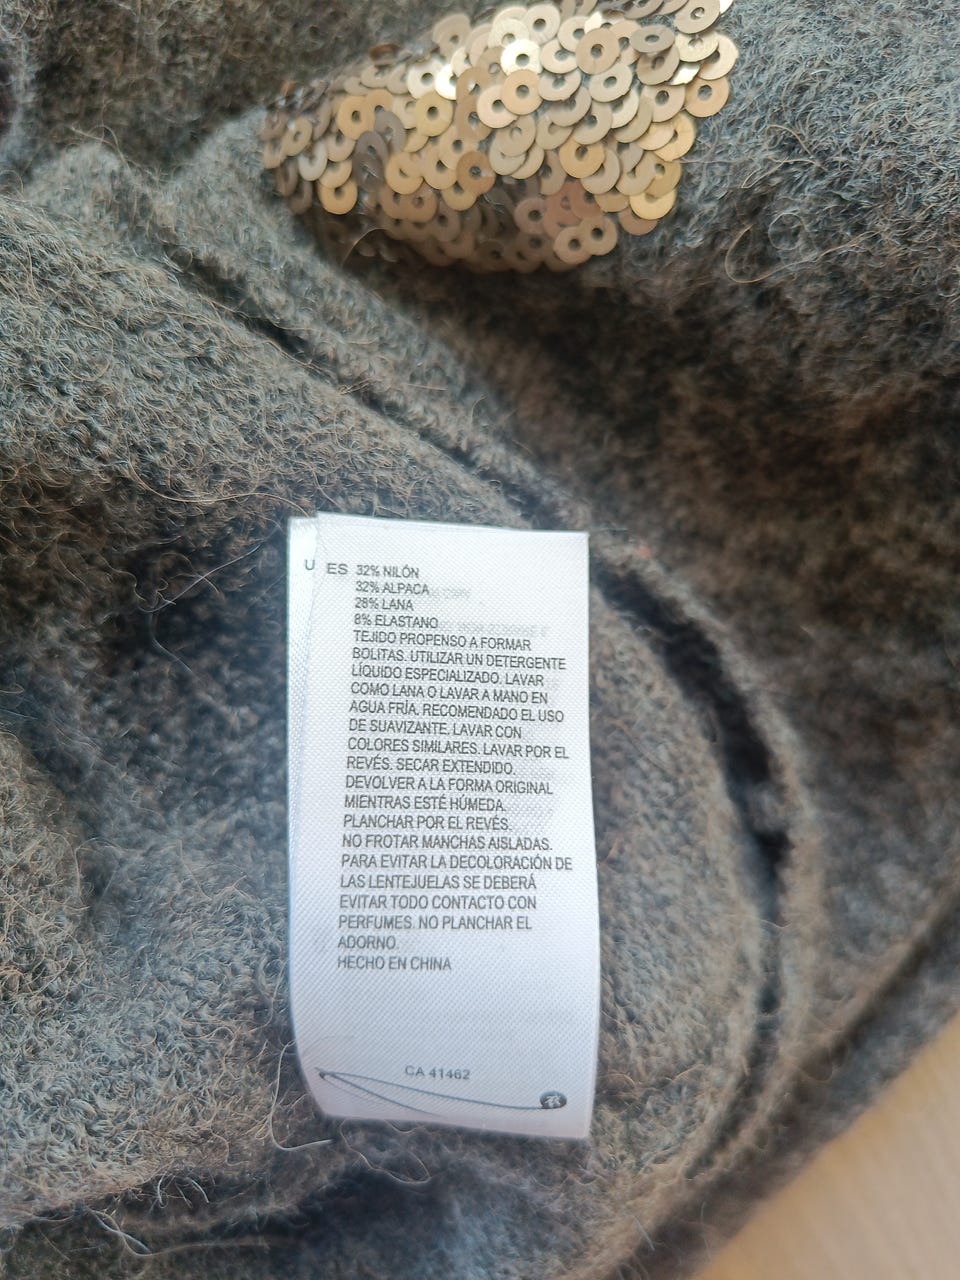 U
ES 32% NILÓN
32% ALPACA
28% LANA
8% ELASTANO
TEJIDO PROPENSO A FORMAR
BOLITAS. UTILIZAR UN DETERGENTE
LÍQUIDO ESPECIALIZADO. LAVAR
COMO LANA O LAVAR A MANO EN
AGUA FRÍA. RECOMENDADO EL USO
DE SUAVIZANTE. LAVAR CON
COLORES SIMILARES. LAVAR POR EL
REVÉS. SECAR EXTENDIDO.
DEVOLVER A LA FORMA ORIGINAL
MIENTRAS ESTÉ HÚMEDA.
PLANCHAR POR EL REVÉS.
NO FROTAR MANCHAS AISLADAS.
PARA EVITAR LA DECOLORACIÓN DE
LAS LENTEJUELAS SE DEBERÁ
EVITAR TODO CONTACTO CON
PERFUMES. NO PLANCHAR EL
ADORNO.
HECHO EN CHINA
CA 41462